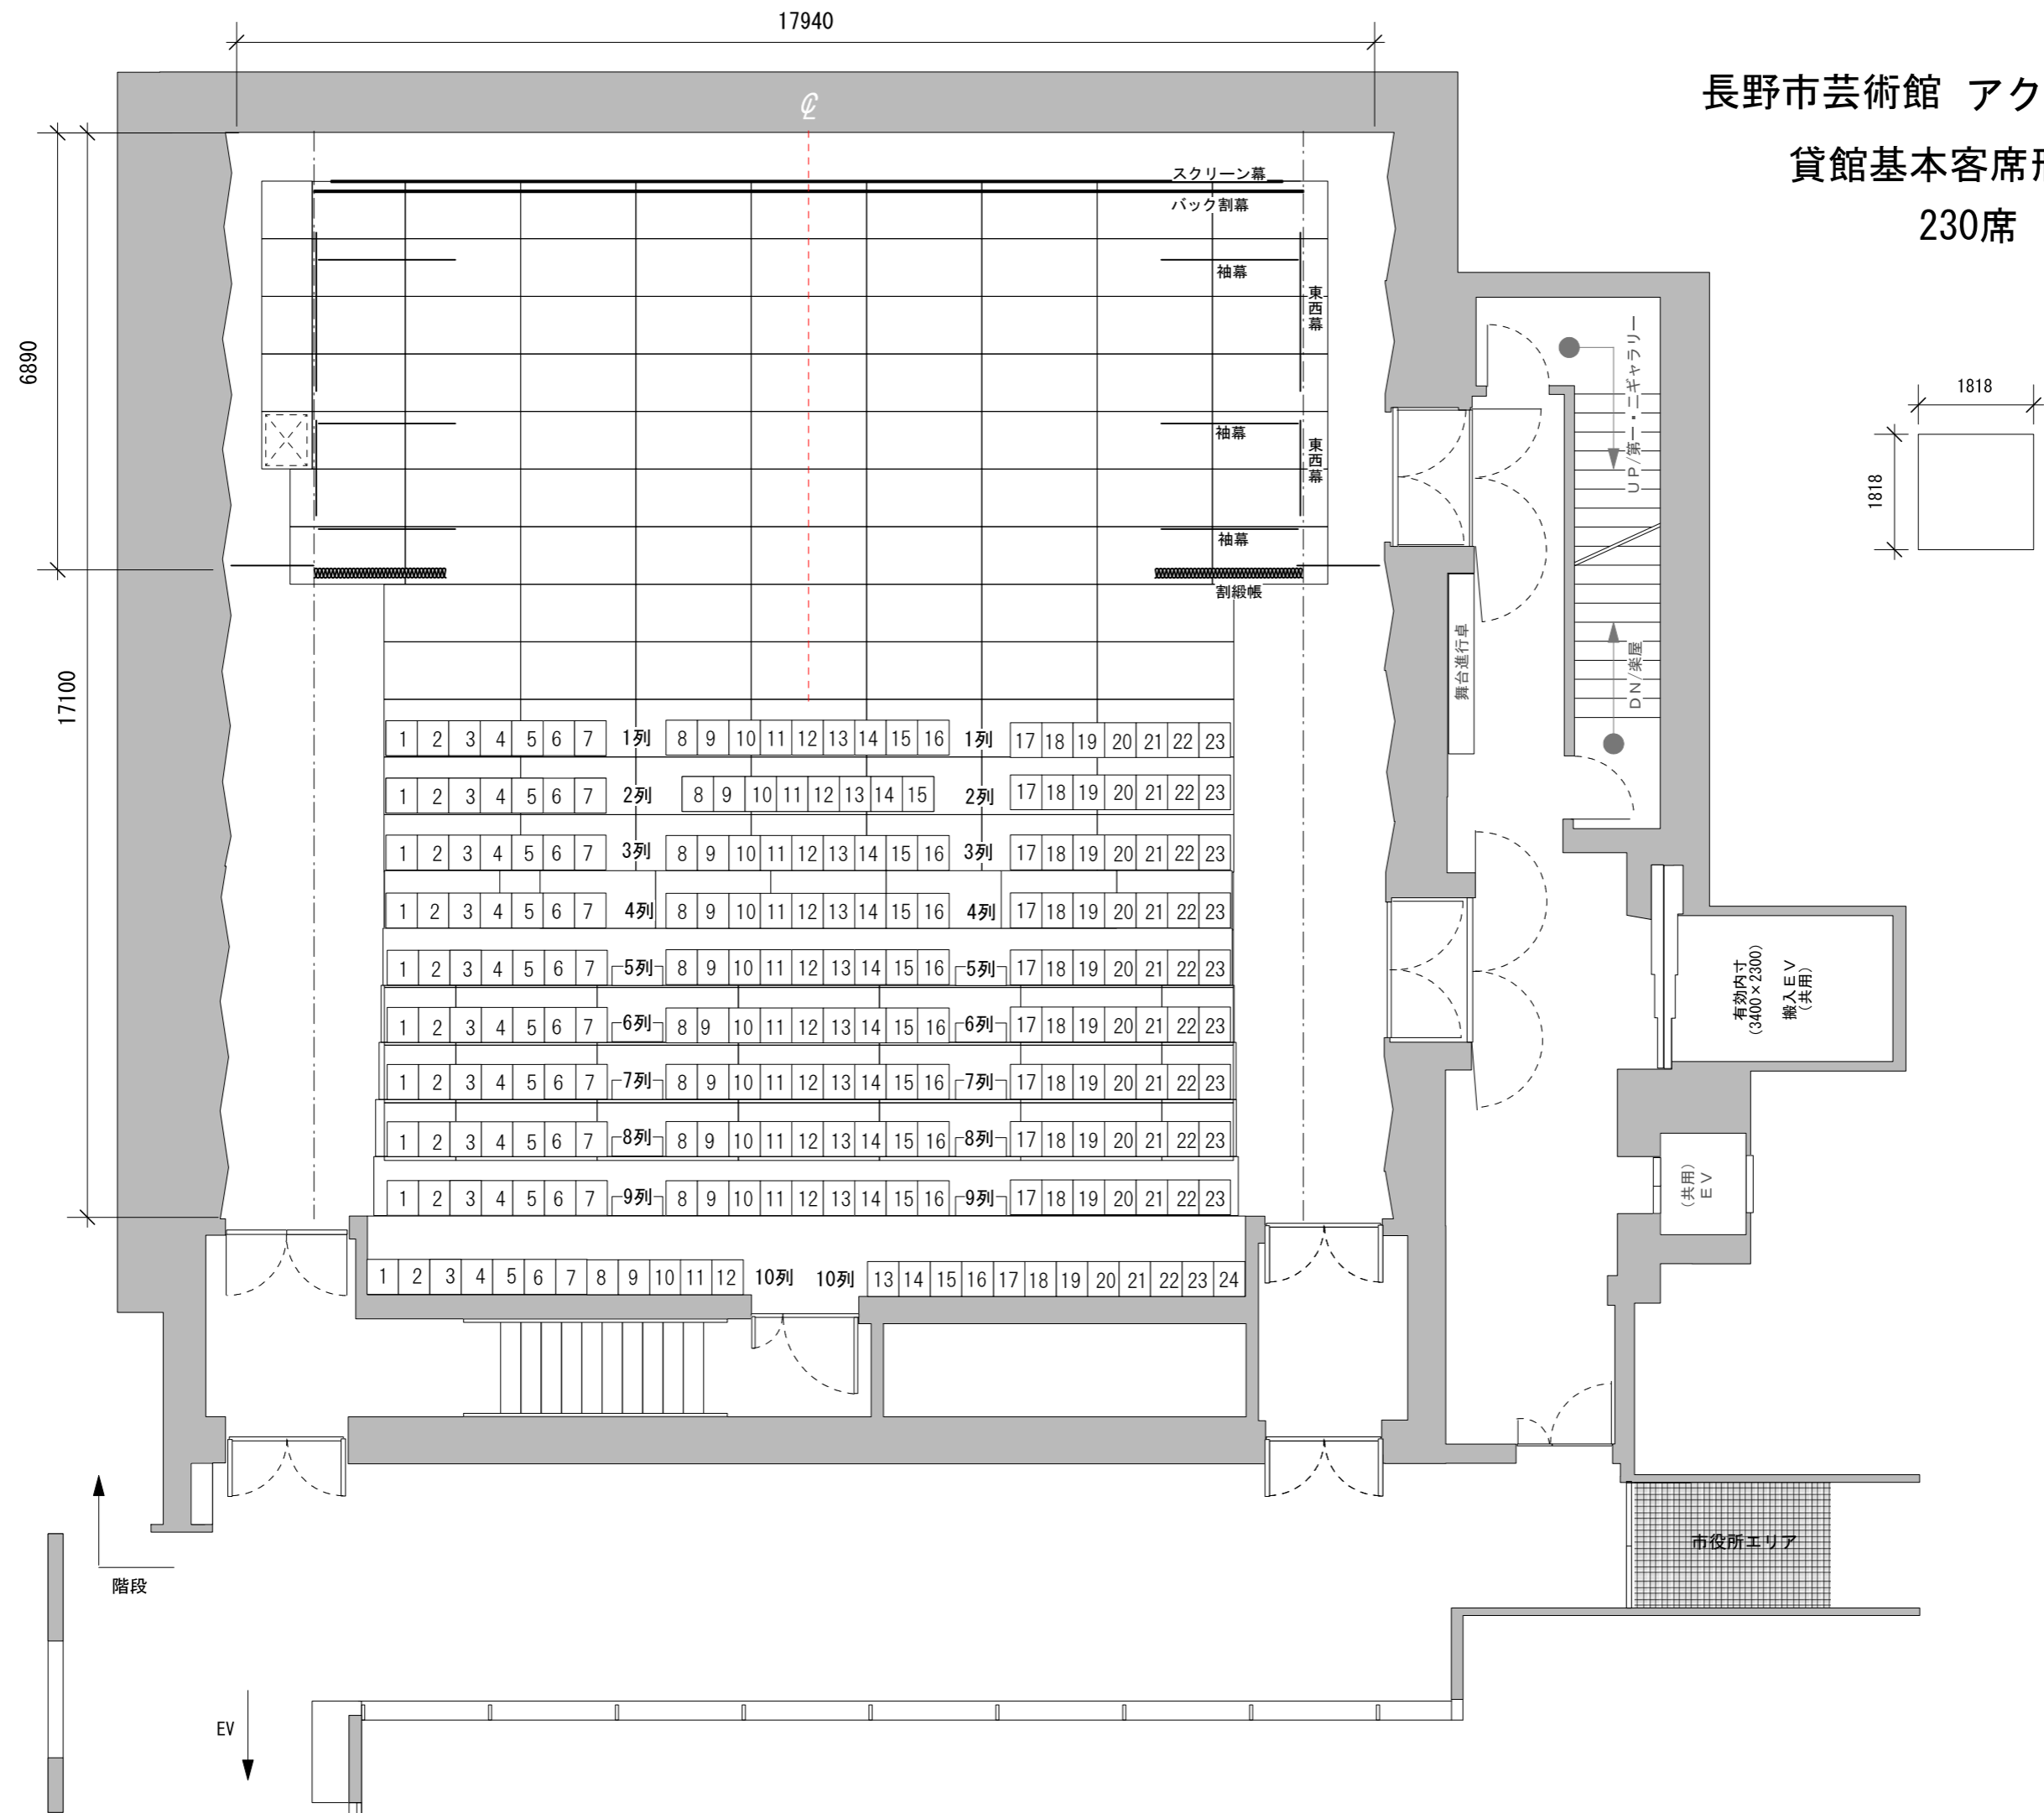 17940
長野市芸術館 アク
貸館基本客席形
230席
℄
スクリーン幕
バック割幕
袖幕
東西幕
袖幕
東西幕
袖幕
割緞帳
6890
17100
UP/第一・二ギャラリー
DN/楽屋
舞台進行卓
1818
1818
1 2 3 4 5 6 7 1列 8 9 10 11 12 13 14 15 16 1列 17 18 19 20 21 22 23
1 2 3 4 5 6 7 2列 8 9 10 11 12 13 14 15 2列 17 18 19 20 21 22 23
1 2 3 4 5 6 7 3列 8 9 10 11 12 13 14 15 16 3列 17 18 19 20 21 22 23
1 2 3 4 5 6 7 4列 8 9 10 11 12 13 14 15 16 4列 17 18 19 20 21 22 23
1 2 3 4 5 6 7 5列 8 9 10 11 12 13 14 15 16 5列 17 18 19 20 21 22 23
1 2 3 4 5 6 7 6列 8 9 10 11 12 13 14 15 16 6列 17 18 19 20 21 22 23
1 2 3 4 5 6 7 7列 8 9 10 11 12 13 14 15 16 7列 17 18 19 20 21 22 23
1 2 3 4 5 6 7 8列 8 9 10 11 12 13 14 15 16 8列 17 18 19 20 21 22 23
1 2 3 4 5 6 7 9列 8 9 10 11 12 13 14 15 16 9列 17 18 19 20 21 22 23
1 2 3 4 5 6 7 8 9 10 11 12 10列 10列 13 14 15 16 17 18 19 20 21 22 23 24
有効内寸
(3400×2300)
搬入EV
(共用)
(共用)
EV
市役所エリア
階段
EV